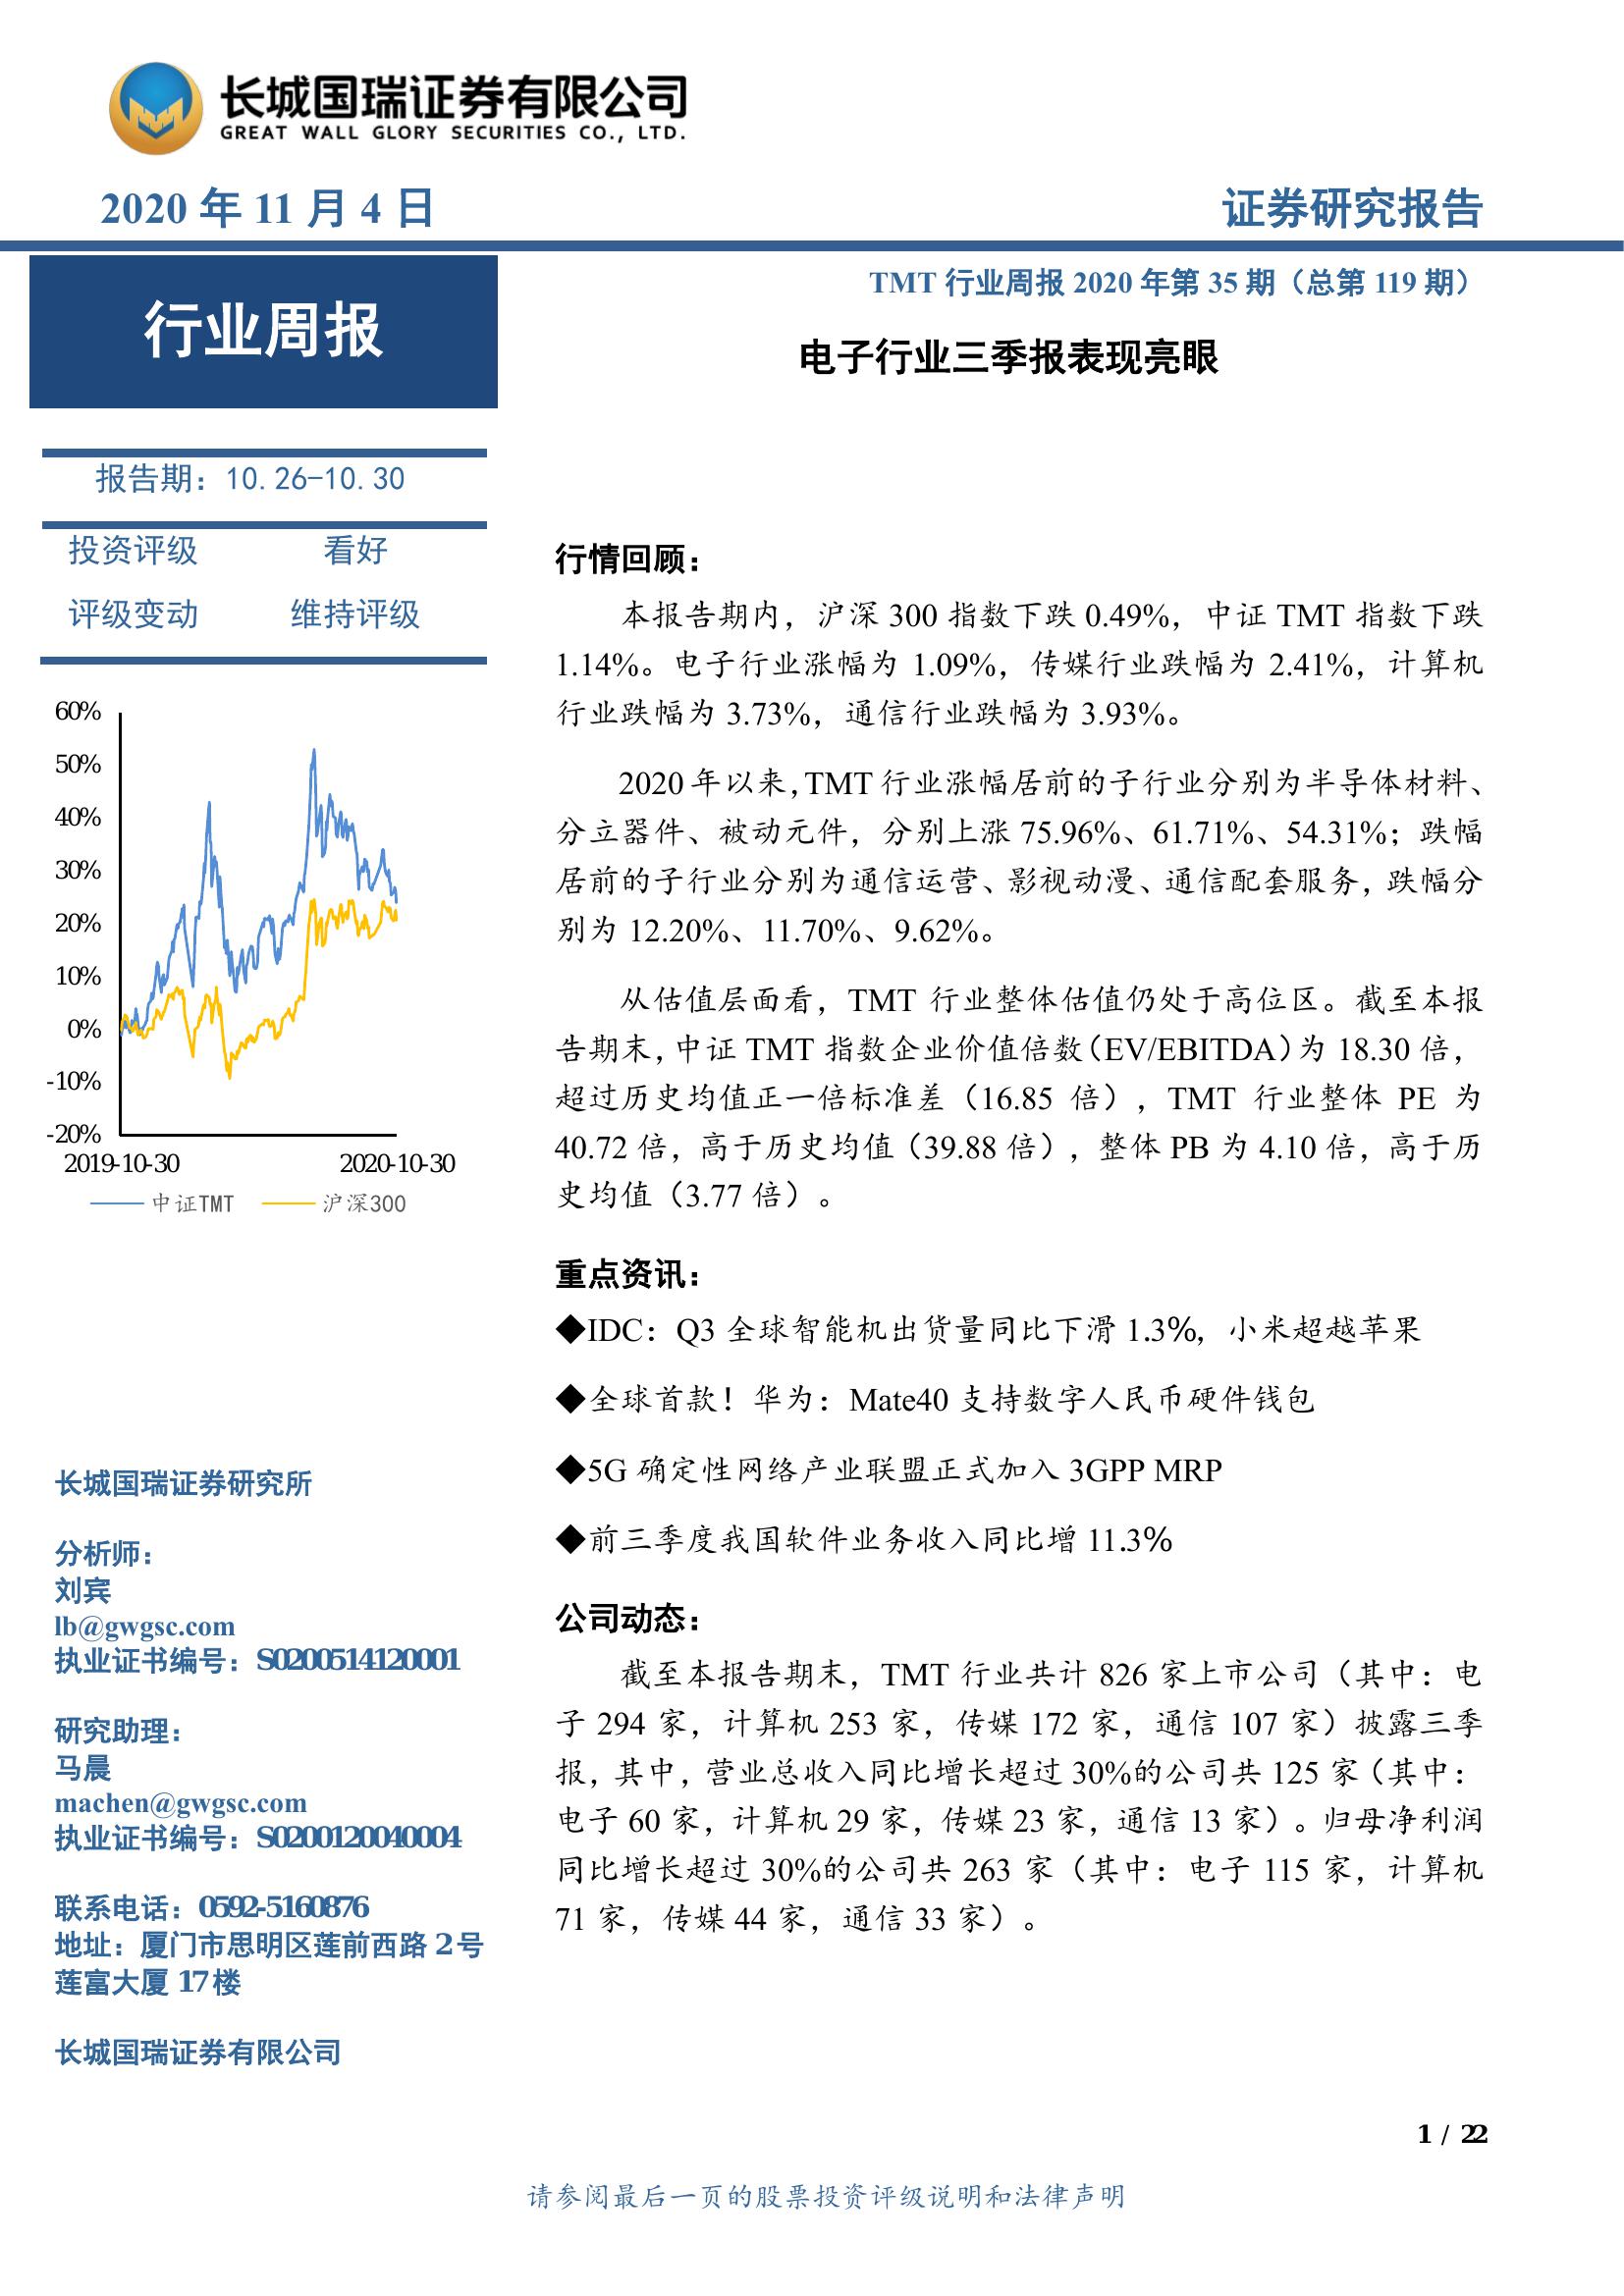 长城国瑞证券有限公司
GREAT WALL GLORY SECURITIES CO., LTD.
2020 年 11 月 4 日
证券研究报告
行业周报
报告期：10.26-10.30
投资评级 看好
评级变动 维持评级
60%
50%
40%
30%
20%
10%
0%
-10%
-20%
2019-10-30 2020-10-30
中证TMT 沪深300
长城国瑞证券研究所
分析师：
刘宾
lb@gwgsc.com
执业证书编号：S0200514120001
研究助理：
马晨
machen@gwgsc.com
执业证书编号：S0200120040004
联系电话：0592-5160876
地址：厦门市思明区莲前西路 2 号
莲富大厦 17 楼
长城国瑞证券有限公司
TMT 行业周报 2020 年第 35 期（总第 119 期）
电子行业三季报表现亮眼
行情回顾：
本报告期内，沪深 300 指数下跌 0.49%，中证 TMT 指数下跌
1.14%。电子行业涨幅为 1.09%，传媒行业跌幅为 2.41%，计算机
行业跌幅为 3.73%，通信行业跌幅为 3.93%。
2020 年以来，TMT 行业涨幅居前的子行业分别为半导体材料、
分立器件、被动元件，分别上涨 75.96%、61.71%、54.31%；跌幅
居前的子行业分别为通信运营、影视动漫、通信配套服务，跌幅分
别为 12.20%、11.70%、9.62%。
从估值层面看，TMT 行业整体估值仍处于高位区。截至本报
告期末，中证 TMT 指数企业价值倍数（EV/EBITDA）为 18.30 倍，
超过历史均值正一倍标准差（16.85 倍），TMT 行业整体 PE 为
40.72 倍，高于历史均值（39.88 倍），整体 PB 为 4.10 倍，高于历
史均值（3.77 倍）。
重点资讯：
◆IDC：Q3 全球智能机出货量同比下滑 1.3%，小米超越苹果
◆全球首款！华为：Mate40 支持数字人民币硬件钱包
◆5G 确定性网络产业联盟正式加入 3GPP MRP
◆前三季度我国软件业务收入同比增 11.3%
公司动态：
截至本报告期末，TMT 行业共计 826 家上市公司（其中：电
子 294 家，计算机 253 家，传媒 172 家，通信 107 家）披露三季
报，其中，营业总收入同比增长超过 30%的公司共 125 家（其中：
电子 60 家，计算机 29 家，传媒 23 家，通信 13 家）。归母净利润
同比增长超过 30%的公司共 263 家（其中：电子 115 家，计算机
71 家，传媒 44 家，通信 33 家）。
1 / 22
请参阅最后一页的股票投资评级说明和法律声明